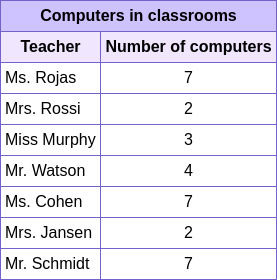 Computers in classrooms
Teacher Number of computers
Ms. Rojas 7
Mrs. Rossi 2
Miss Murphy 3
Mr. Watson 4
Ms. Cohen 7
Mrs. Jansen 2
Mr. Schmidt 7